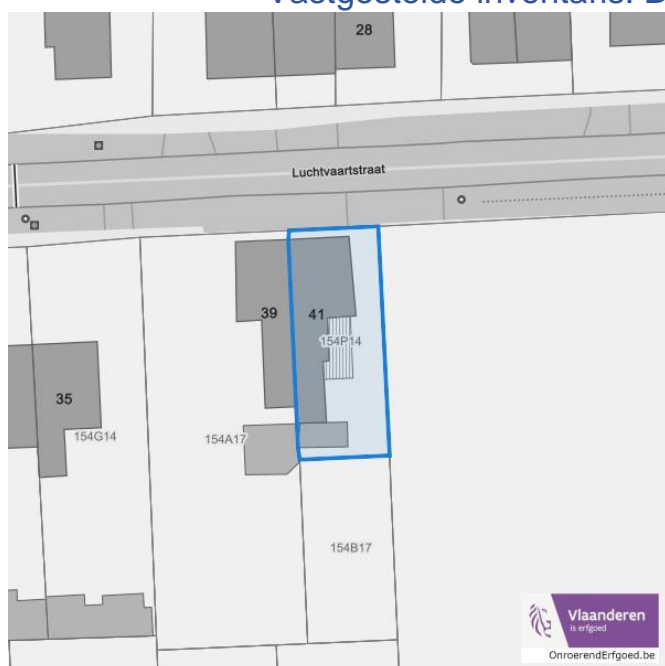 Vastgestelde Inventaris: B
28
Luchtvaartstraat
39
41
154P14
35
154G14
154A17
154B17
Vlaanderen
is erfgoed
OnroerendErfgoed.be